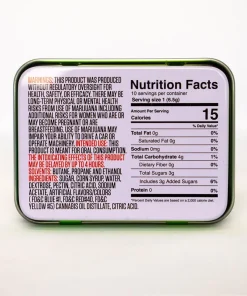 WARNINGS: THIS PRODUCT WAS PRODUCED
WITHOUT REGULATORY OVERSIGHT FOR
HEALTH, SAFETY, OR EFFICACY. THERE MAY BE
LONG-TERM PHYSICAL OR MENTAL HEALTH
RISKS FROM USE OF MARIJUANA INCLUDING
ADDITIONAL RISKS FOR WOMEN WHO ARE OR
MAY BECOME PREGNANT OR ARE
BREASTFEEDING. USE OF MARIJUANA MAY
IMPAIR YOUR ABILITY TO DRIVE A CAR OR
OPERATE MACHINERY. INTENDED USE: THIS
PRODUCT IS MEANT FOR CONSUMPTION.
THE INTOXICATING EFFECTS OF THIS PRODUCT
MAY BE DELAYED BY UP TO 4 HOURS.
SOLVENTS: BUTANE, PROPANE AND ETHANOL
INGREDIENTS: SUGAR, CORN SYRUP, WATER,
DEXTROSE, PECTIN, CITRIC ACID, SODIUM
ACETATE, ARTIFICIAL FLAVORS/COLORS
( FD&C BLUE #1, FD&C RED#40, FD&C
YELLOW #5) CANNABIS OIL DISTILLATE, CITRIC ACID.
Nutrition Facts
10 servings per container
Serving size 1 (5.5g)
Amount Per Serving
Calories 15
% Daily Value*
Total Fat 0g 0%
Saturated Fat 0g 0%
Sodium 0mg 0%
Total Carbohydrate 4g 1%
Dietary Fiber 0g 0%
Total Sugars 3g
Includes 3g Added Sugars 6%
Protein 0 0%
*Percent Daily Values are based on a 2,000 calorie diet.